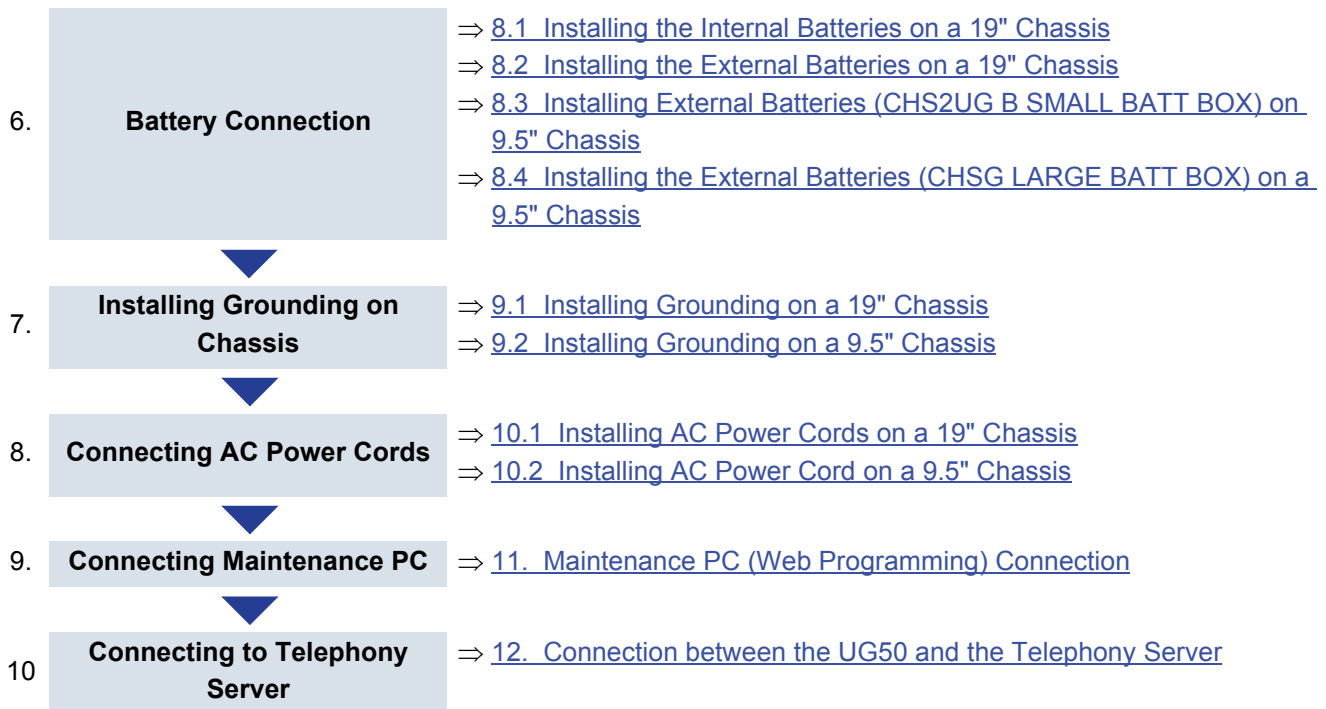 6. Battery Connection
⇒ 8.1 Installing the Internal Batteries on a 19" Chassis
⇒ 8.2 Installing the External Batteries on a 19" Chassis
⇒ 8.3 Installing External Batteries (CHS2UG B SMALL BATT BOX) on
9.5" Chassis
⇒ 8.4 Installing the External Batteries (CHSG LARGE BATT BOX) on a
9.5" Chassis
7. Installing Grounding on
Chassis
⇒ 9.1 Installing Grounding on a 19" Chassis
⇒ 9.2 Installing Grounding on a 9.5" Chassis
8. Connecting AC Power Cords
⇒ 10.1 Installing AC Power Cords on a 19" Chassis
⇒ 10.2 Installing AC Power Cord on a 9.5" Chassis
9. Connecting Maintenance PC
⇒ 11. Maintenance PC (Web Programming) Connection
10 Connecting to Telephony
Server
⇒ 12. Connection between the UG50 and the Telephony Server